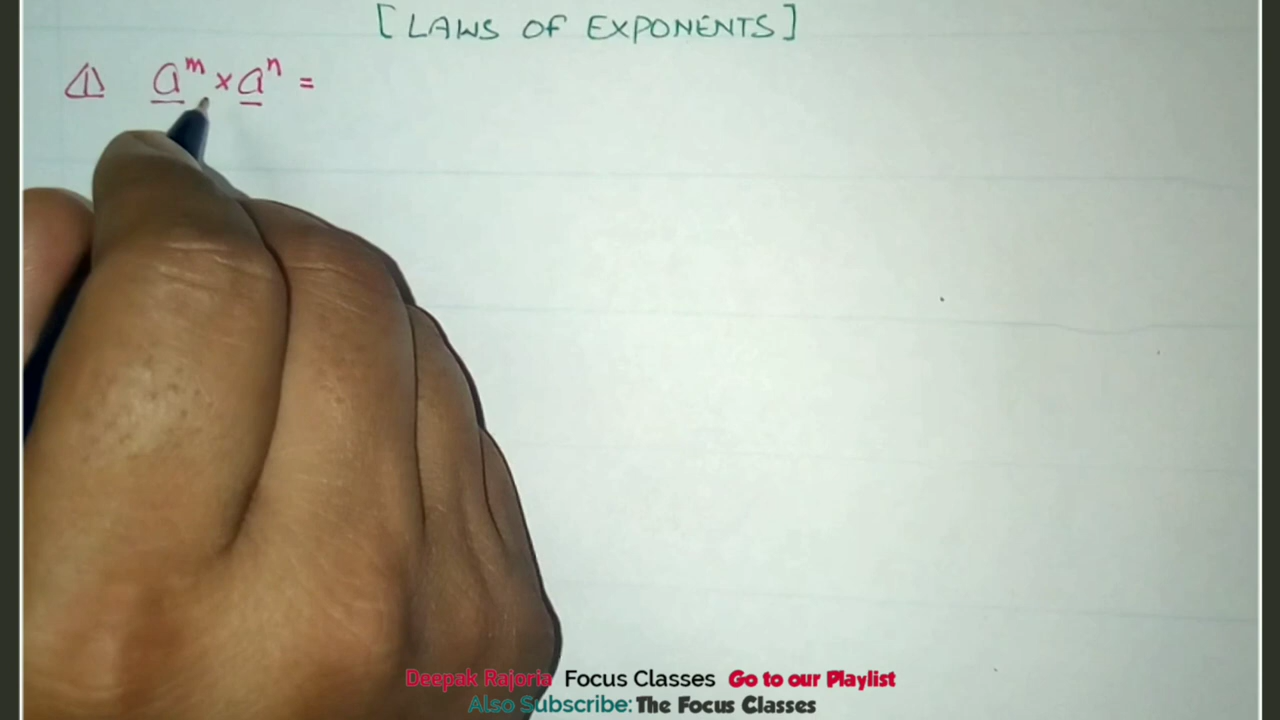 [LAWS OF EXPONENTS]
1 a^m × a^n =
Deepak Rajoria Focus Classes Go to our Playlist
Also Subscribe: The Focus Classes